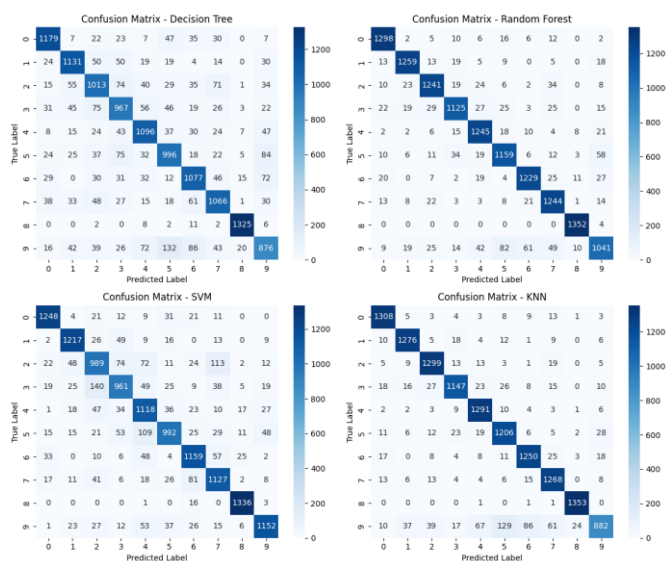 Confusion Matrix - Decision Tree
0 1179 7 22 23 7 47 35 30 0 7
1 24 1131 50 50 19 19 4 14 0 30
2 15 55 1013 74 40 29 35 71 1 34
3 31 45 75 967 56 46 19 26 3 22
4 8 15 24 43 1096 37 30 24 7 47
5 24 25 37 75 32 996 18 22 5 84
6 29 0 30 31 32 12 1077 46 15 72
7 38 33 48 27 15 18 61 1066 1 30
8 0 0 2 0 8 2 11 2 1325 6
9 16 42 39 26 72 132 86 43 20 876
0 1 2 3 4 5 6 7 8 9
True Label
Predicted Label
1200
1000
800
600
400
200
0
Confusion Matrix - Random Forest
0 1298 2 5 10 6 16 6 12 0 2
1 13 1259 13 19 5 9 0 5 0 18
2 10 23 1241 19 24 6 2 34 0 8
3 22 19 29 1125 27 25 3 25 0 15
4 2 2 6 15 1245 18 10 4 8 21
5 10 6 11 34 19 1159 6 12 3 58
6 20 0 7 2 19 4 1229 25 11 27
7 13 8 22 3 3 8 21 1244 1 14
8 0 0 0 0 0 0 0 0 1352 4
9 9 19 25 14 42 82 61 49 10 1041
0 1 2 3 4 5 6 7 8 9
True Label
Predicted Label
1200
1000
800
600
400
200
0
Confusion Matrix - SVM
0 1248 4 21 12 9 31 21 11 0 0
1 2 1217 26 49 9 16 0 13 0 9
2 22 48 989 74 72 11 24 113 2 12
3 19 25 140 961 49 25 9 38 5 19
4 1 18 47 34 1118 36 23 10 17 27
5 15 15 21 53 109 992 25 29 11 48
6 33 0 10 6 48 4 1159 57 25 2
7 17 11 41 6 18 26 81 1127 8 2
8 0 0 0 0 1 0 16 0 1336 3
9 1 23 27 12 53 37 26 15 6 1152
0 1 2 3 4 5 6 7 8 9
True Label
Predicted Label
1200
1000
800
600
400
200
0
Confusion Matrix - KNN
0 1308 5 3 4 3 8 9 13 1 3
1 10 1276 5 18 4 12 1 9 0 6
2 5 9 1299 13 13 2 1 19 0 5
3 18 16 27 1147 23 26 8 15 0 10
4 2 2 3 9 1291 10 4 3 1 6
5 11 6 12 23 19 1206 6 5 2 28
6 17 0 8 4 8 11 1250 25 3 18
7 13 6 13 4 4 6 15 1268 0 8
8 0 0 0 0 1 0 1 1 1353 0
9 10 37 39 17 67 129 86 61 24 882
0 1 2 3 4 5 6 7 8 9
True Label
Predicted Label
1200
1000
800
600
400
200
0